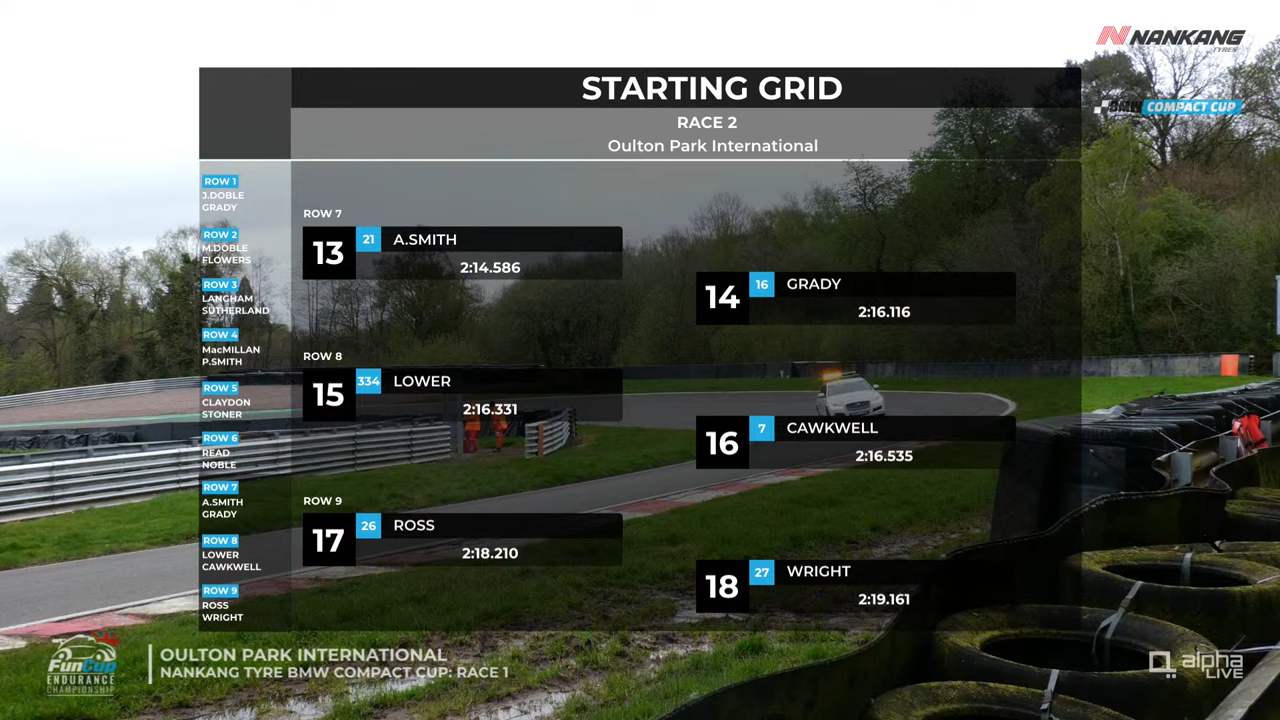 NANKANG
TYRES
BMW COMPACT CUP
STARTING GRID
RACE 2
Oulton Park International
ROW 1
J.DOBLE
GRADY
ROW 2
M.DOBLE
FLOWERS
ROW 3
LANGHAM
SUTHERLAND
ROW 4
MacMILLAN
P.SMITH
ROW 5
CLAYDON
STONER
ROW 6
READ
NOBLE
ROW 7
A.SMITH
GRADY
ROW 8
LOWER
CAWKWELL
ROW 9
ROSS
WRIGHT
ROW 7
13 21 A.SMITH
2:14.586
14 16 GRADY
2:16.116
ROW 8
15 334 LOWER
2:16.331
16 7 CAWKWELL
2:16.535
ROW 9
17 26 ROSS
2:18.210
18 27 WRIGHT
2:19.161
FunCup
ENDURANCE
CHAMPIONSHIP
OULTON PARK INTERNATIONAL
NANKANG TYRE BMW COMPACT CUP: RACE 1
alpha
LIVE